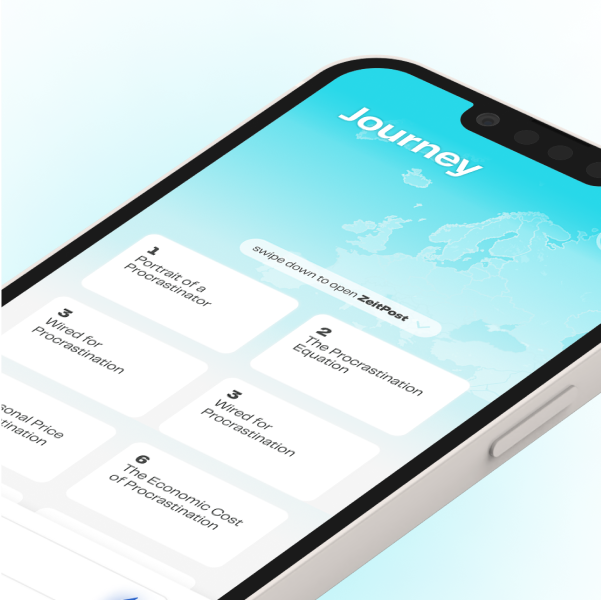 Journey
swipe down to open ZeitPost
1
Portrait of a
Procrastinator
2
The Procrastination
Equation
3
Wired for
Procrastination
3
Wired for
Procrastination
sonal Price
6
The Economic Cost
of Procrastination